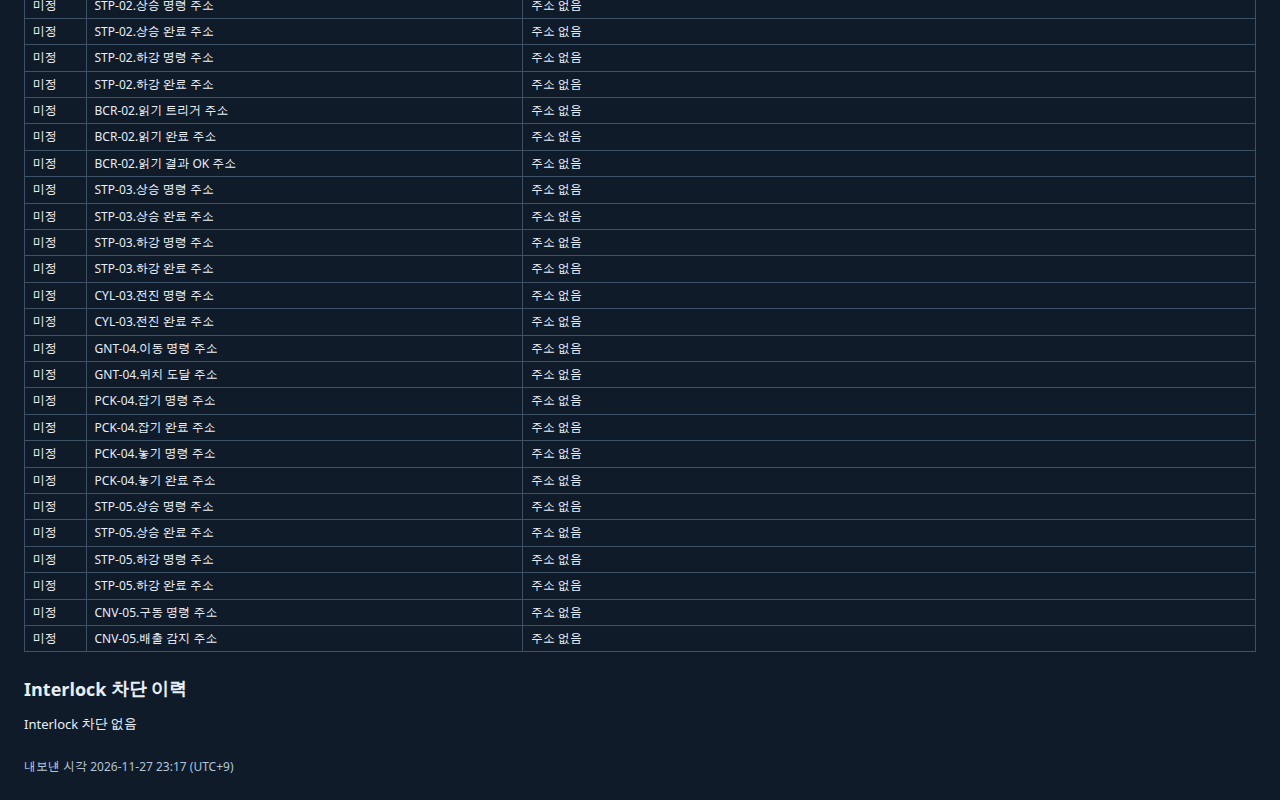 미정 STP-02.상승 명령 주소 주소 없음
미정 STP-02.상승 완료 주소 주소 없음
미정 STP-02.하강 명령 주소 주소 없음
미정 STP-02.하강 완료 주소 주소 없음
미정 BCR-02.읽기 트리거 주소 주소 없음
미정 BCR-02.읽기 완료 주소 주소 없음
미정 BCR-02.읽기 결과 OK 주소 주소 없음
미정 STP-03.상승 명령 주소 주소 없음
미정 STP-03.상승 완료 주소 주소 없음
미정 STP-03.하강 명령 주소 주소 없음
미정 STP-03.하강 완료 주소 주소 없음
미정 CYL-03.전진 명령 주소 주소 없음
미정 CYL-03.전진 완료 주소 주소 없음
미정 GNT-04.이동 명령 주소 주소 없음
미정 GNT-04.위치 도달 주소 주소 없음
미정 PCK-04.잡기 명령 주소 주소 없음
미정 PCK-04.잡기 완료 주소 주소 없음
미정 PCK-04.놓기 명령 주소 주소 없음
미정 PCK-04.놓기 완료 주소 주소 없음
미정 STP-05.상승 명령 주소 주소 없음
미정 STP-05.상승 완료 주소 주소 없음
미정 STP-05.하강 명령 주소 주소 없음
미정 STP-05.하강 완료 주소 주소 없음
미정 CNV-05.구동 명령 주소 주소 없음
미정 CNV-05.배출 감지 주소 주소 없음
Interlock 차단 이력
Interlock 차단 없음
내보낸 시각 2026-11-27 23:17 (UTC+9)